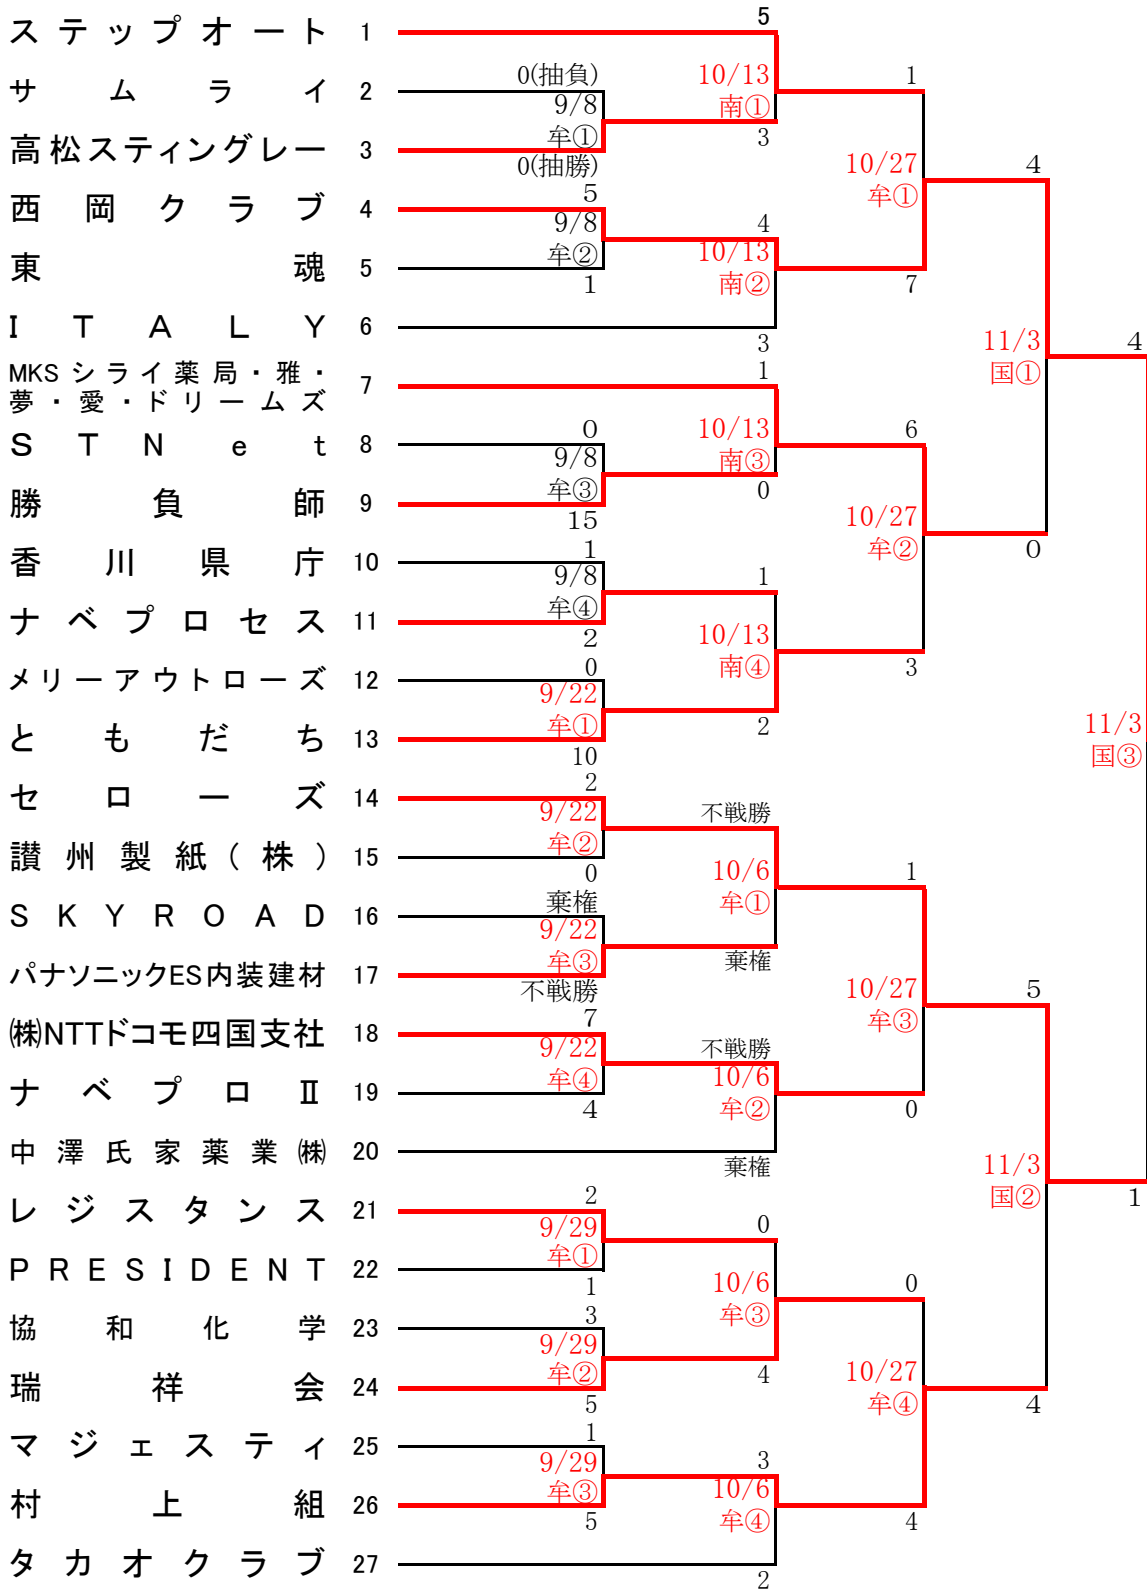 ステップオート 1
サムライ 2
高松スティングレー 3
西岡クラブ 4
東魂 5
ITALY 6
MKSシライ薬局・雅・
夢・愛・ドリームズ 7
STNet 8
勝負師 9
香川県庁 10
ナベプロセス 11
メリーアウトローズ 12
ともだち 13
セローズ 14
讃州製紙(株) 15
SKYROAD 16
パナソニックES内装建材 17
㈱NTTドコモ四国支社 18
ナベプロⅡ 19
中澤氏家薬業㈱ 20
レジスタンス 21
PRESIDENT 22
協和化学 23
瑞祥会 24
マジェスティ 25
村上組 26
タカオクラブ 27
0(抽負)
9/8
牟①
0(抽勝)
5
9/8
牟②
1
0
9/8
牟③
15
1
9/8
牟④
2
0
9/22
牟①
10
2
9/22
牟②
0
棄権
9/22
牟③
不戦勝
7
9/22
牟④
4
2
9/29
牟①
1
3
9/29
牟②
5
1
9/29
牟③
5
5
10/13
南①
3
4
10/13
南②
3
1
10/13
南③
0
1
10/13
南④
2
不戦勝
10/6
牟①
棄権
不戦勝
10/6
牟②
棄権
0
10/6
牟③
4
3
10/6
牟④
2
1
10/27
牟①
7
6
10/27
牟②
3
1
10/27
牟③
0
0
10/27
牟④
4
4
11/3
国①
0
5
11/3
国②
4
4
11/3
国③
1